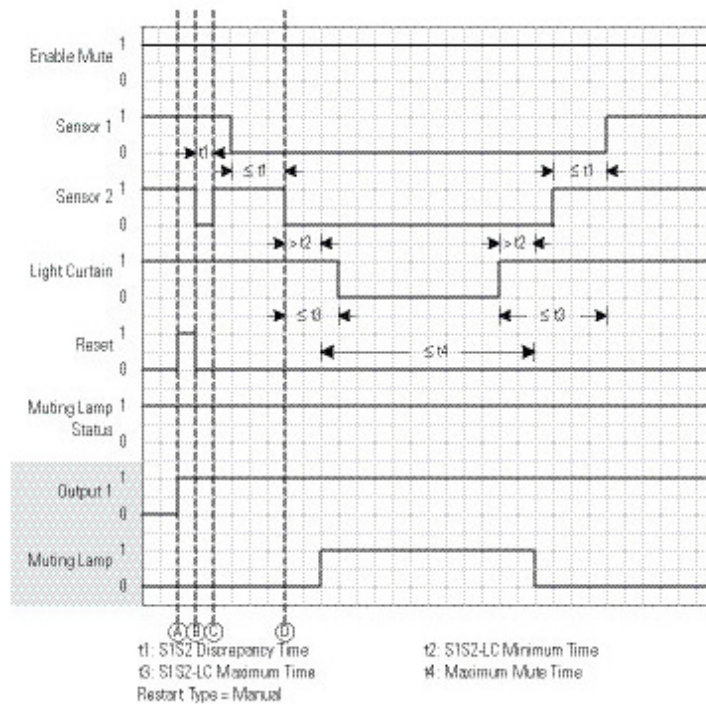 Enable Mute 1
0
Sensor 1 1
0
t1
≤ t1
≤ t1
Sensor 2 1
0
> t2
> t2
Light Curtain 1
0
≤ t3
≤ t3
Reset 1
0
≤ t4
Muting Lamp Status 1
0
Output 1 1
0
Muting Lamp 1
0
A B C D
t1: S1S2 Discrepancy Time t2: S1S2-LC Minimum Time
t3: S1S2-LC Maximum Time t4: Maximum Mute Time
Restart Type = Manual